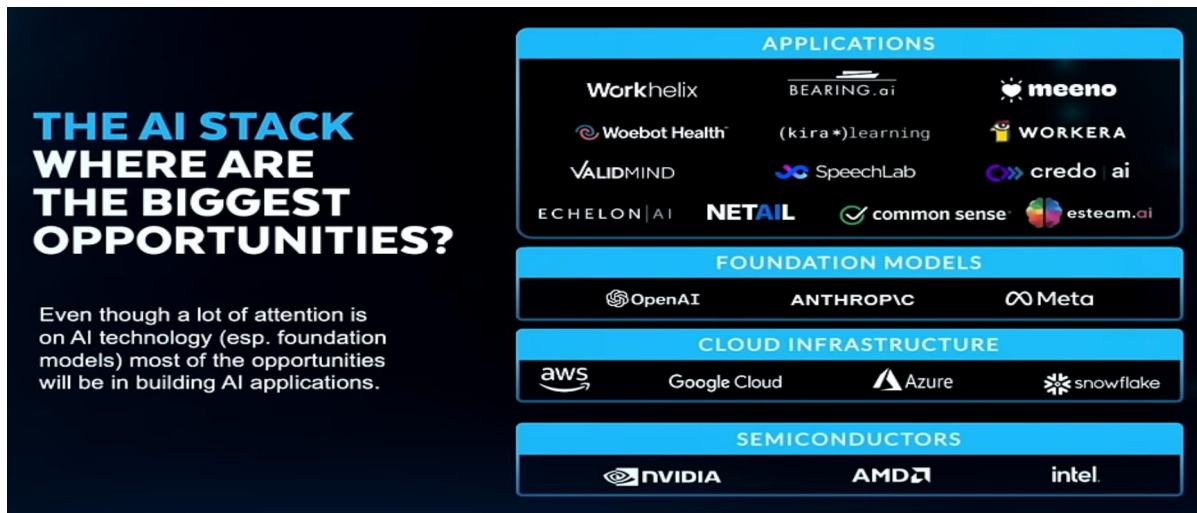 THE AI STACK
WHERE ARE
THE BIGGEST
OPPORTUNITIES?
Even though a lot of attention is
on AI technology (esp. foundation
models) most of the opportunities
will be in building AI applications.
APPLICATIONS
Workhelix BEARING.ai meeno
Woebot Health (kira*)learning WORKERA
VALIDMIND SpeechLab credo ai
ECHELON|AI NETAIL common sense esteam.ai
FOUNDATION MODELS
OpenAI ANTHROP\C Meta
CLOUD INFRASTRUCTURE
aws Google Cloud Azure snowflake
SEMICONDUCTORS
NVIDIA AMD intel.